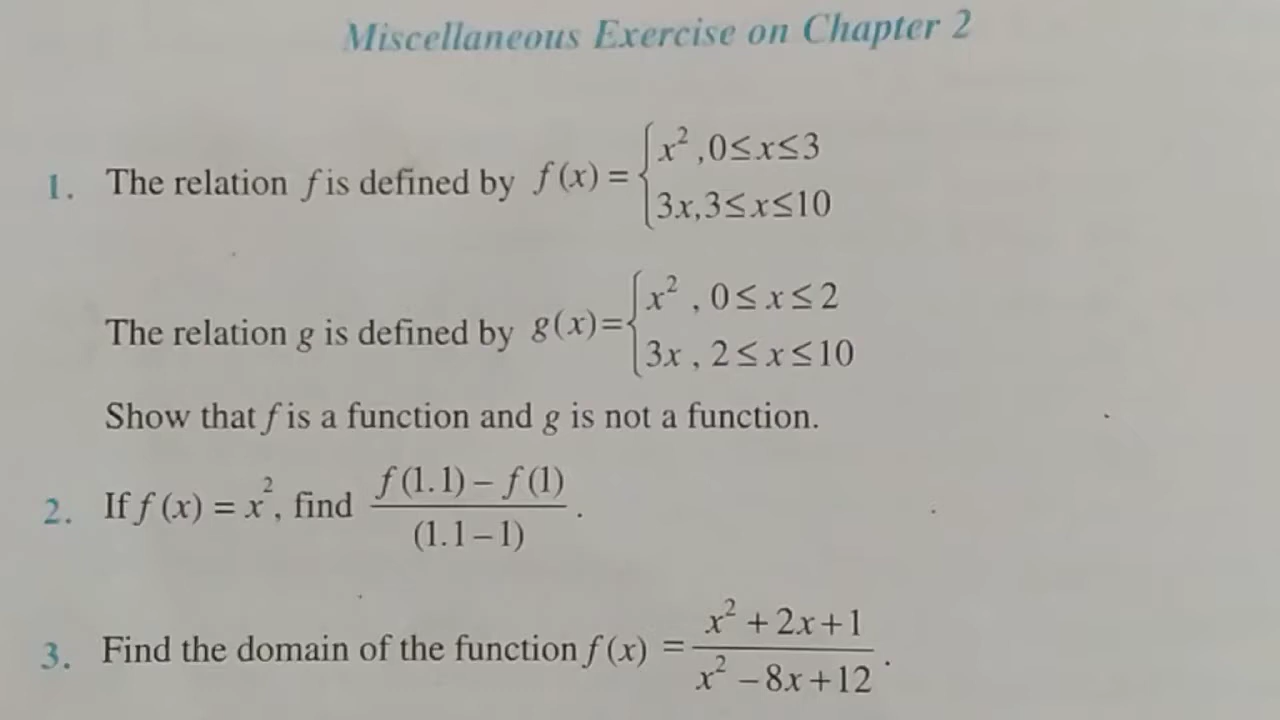 Miscellaneous Exercise on Chapter 2
1. The relation f is defined by f(x) = { x², 0≤x≤3
3x, 3≤x≤10
The relation g is defined by g(x) = { x², 0≤x≤2
3x, 2≤x≤10
Show that f is a function and g is not a function.
2. If f(x) = x², find (f(1.1) – f(1))/(1.1–1).
3. Find the domain of the function f(x) = (x²+2x+1)/(x²–8x+12).